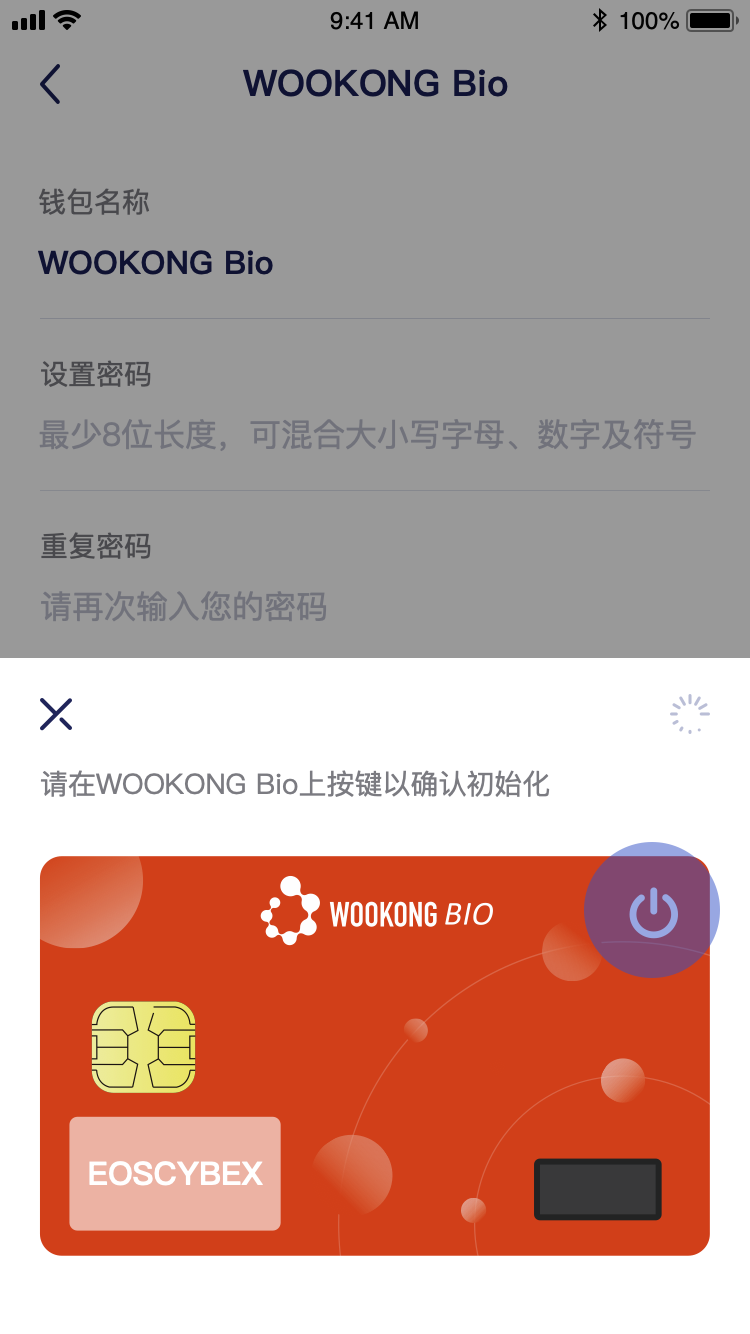 9:41 AM
100%
WOOKONG Bio
钱包名称
WOOKONG Bio
设置密码
最少8位长度，可混合大小写字母、数字及符号
重复密码
请再次输入您的密码
请在WOOKONG Bio上按键以确认初始化
WOOKONG BIO
EOSCYBEX